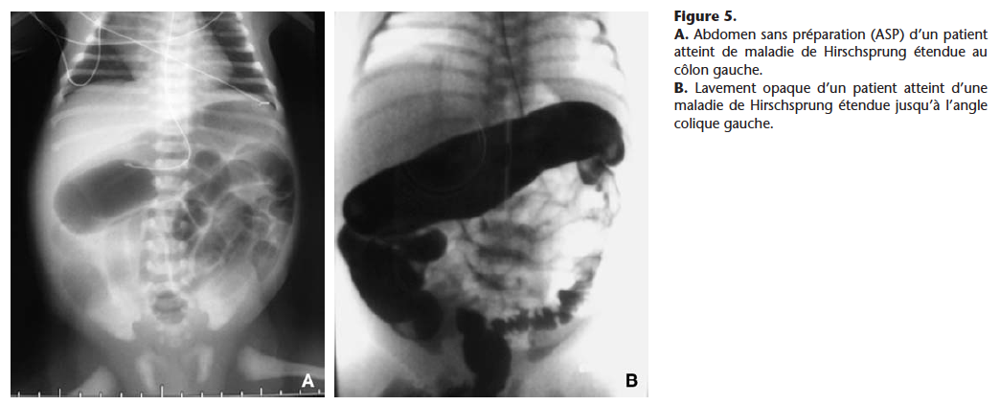 Figure 5.
A. Abdomen sans préparation (ASP) d'un patient
atteint de maladie de Hirschsprung étendue au
côlon gauche.
B. Lavement opaque d'un patient atteint d'une
maladie de Hirschsprung étendue jusqu'à l'angle
colique gauche.
A
B